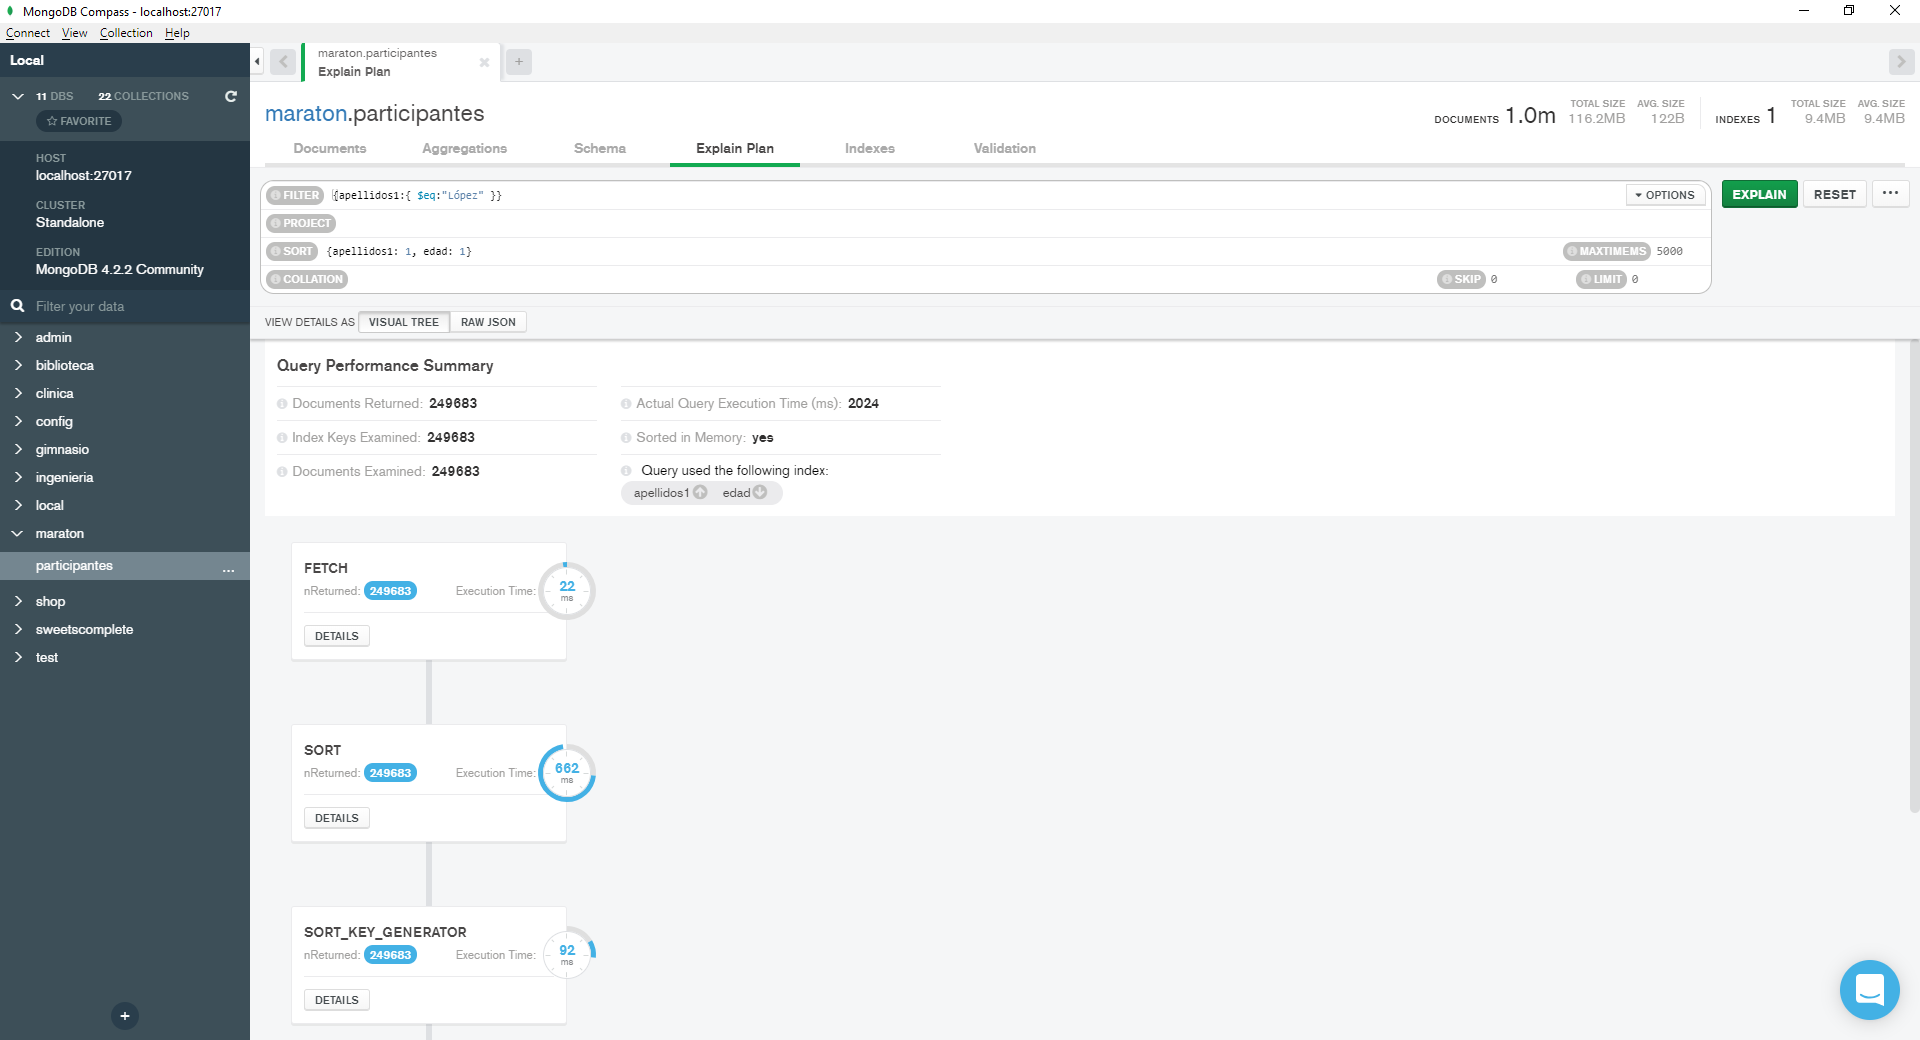 MongoDB Compass - localhost:27017
Connect View Collection Help
Local
11 DBS 22 COLLECTIONS
FAVORITE
HOST
localhost:27017
CLUSTER
Standalone
EDITION
MongoDB 4.2.2 Community
Filter your data
admin
biblioteca
clinica
config
gimnasio
ingenieria
local
maraton
participantes ...
shop
sweetscomplete
test
+
maraton.participantes
Explain Plan
+
maraton.participantes
DOCUMENTS 1.0m TOTAL SIZE 116.2MB AVG. SIZE 122B INDEXES 1 TOTAL SIZE 9.4MB AVG. SIZE 9.4MB
Documents Aggregations Schema Explain Plan Indexes Validation
FILTER {apellidos1:{ $eq:"López" }} OPTIONS EXPLAIN RESET ...
PROJECT
SORT {apellidos1: 1, edad: 1} MAXTIMEMS 5000
COLLATION SKIP 0 LIMIT 0
VIEW DETAILS AS VISUAL TREE RAW JSON
Query Performance Summary
Documents Returned: 249683
Index Keys Examined: 249683
Documents Examined: 249683
Actual Query Execution Time (ms): 2024
Sorted in Memory: yes
Query used the following index:
apellidos1 edad
FETCH
nReturned: 249683 Execution Time: 22 ms
DETAILS
SORT
nReturned: 249683 Execution Time: 662 ms
DETAILS
SORT_KEY_GENERATOR
nReturned: 249683 Execution Time: 92 ms
DETAILS